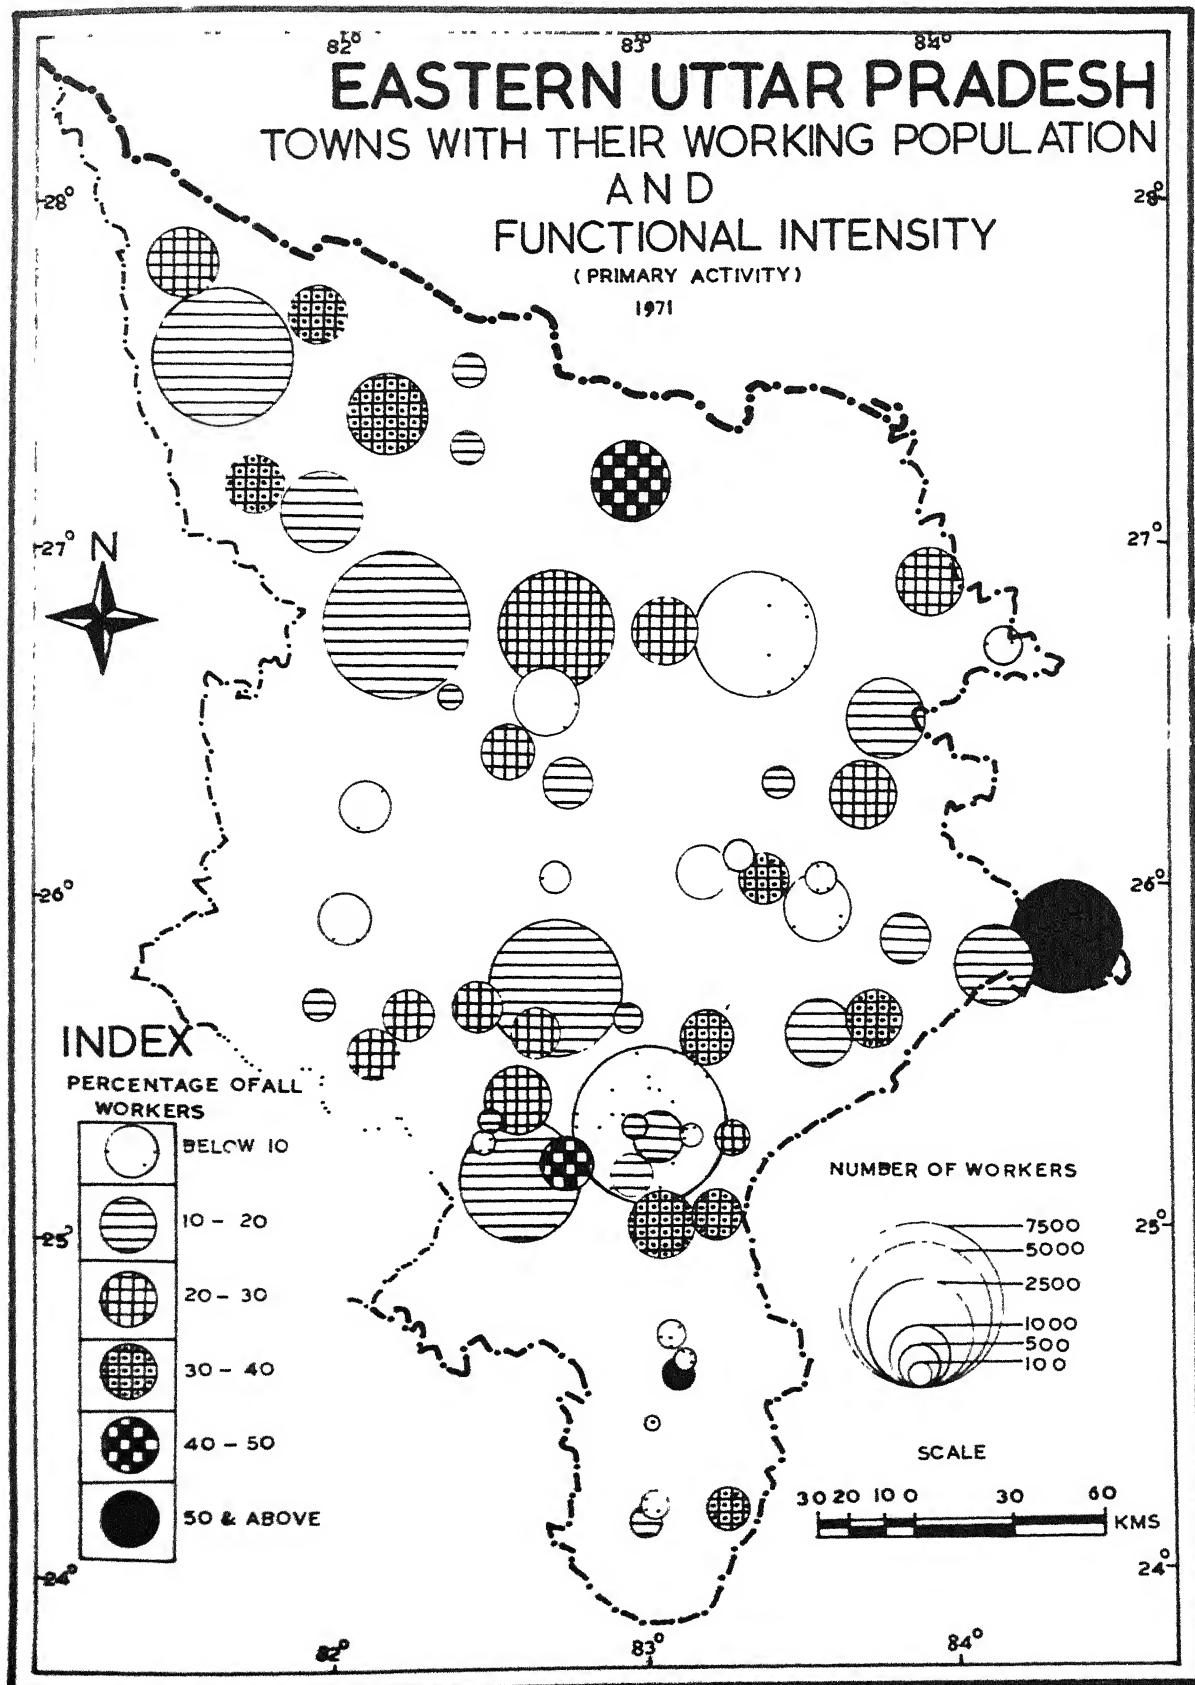 82° 83° 84°
EASTERN UTTAR PRADESH
TOWNS WITH THEIR WORKING POPULATION
AND
FUNCTIONAL INTENSITY
(PRIMARY ACTIVITY)
1971
28° 28°
27° 27°
N
26° 26°
INDEX
PERCENTAGE OF ALL
WORKERS
BELOW 10
10 - 20
20 - 30
30 - 40
40 - 50
50 & ABOVE
25° 25°
NUMBER OF WORKERS
7500
5000
2500
1000
500
100
SCALE
30 20 10 0 30 60
KMS
24° 24°
82° 83° 84°